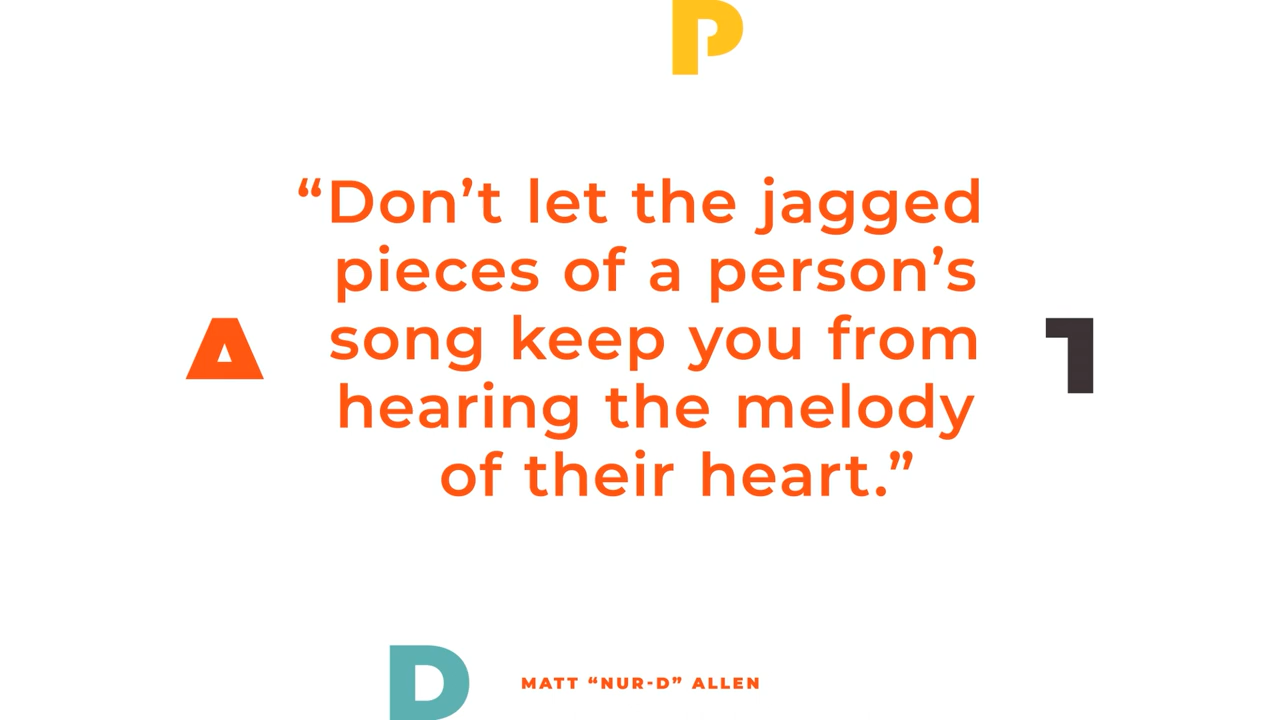 P
“Don’t let the jagged
pieces of a person’s
song keep you from
hearing the melody
of their heart.”
A
D
MATT “NUR-D” ALLEN